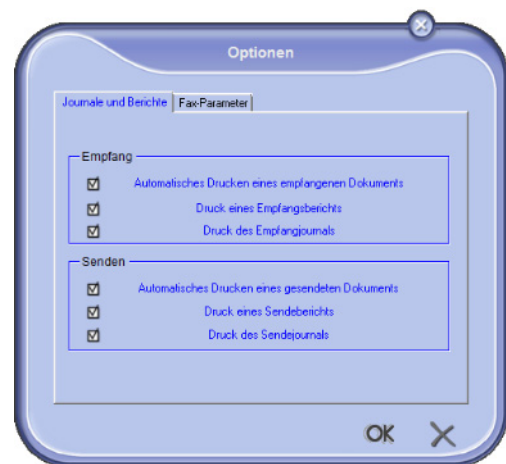 Optionen
Journale und Berichte
Fax-Parameter
Empfang
Automatisches Drucken eines empfangenen Dokuments
Druck eines Empfangsberichts
Druck des Empfangjournals
Senden
Automatisches Drucken eines gesendeten Dokuments
Druck eines Sendeberichts
Druck des Sendejournals
OK